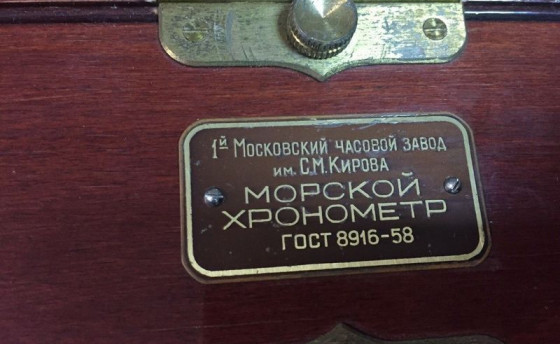 1й Московский часовой завод
им. С.М.Кирова
МОРСКОЙ
ХРОНОМЕТР
ГОСТ 8916-58